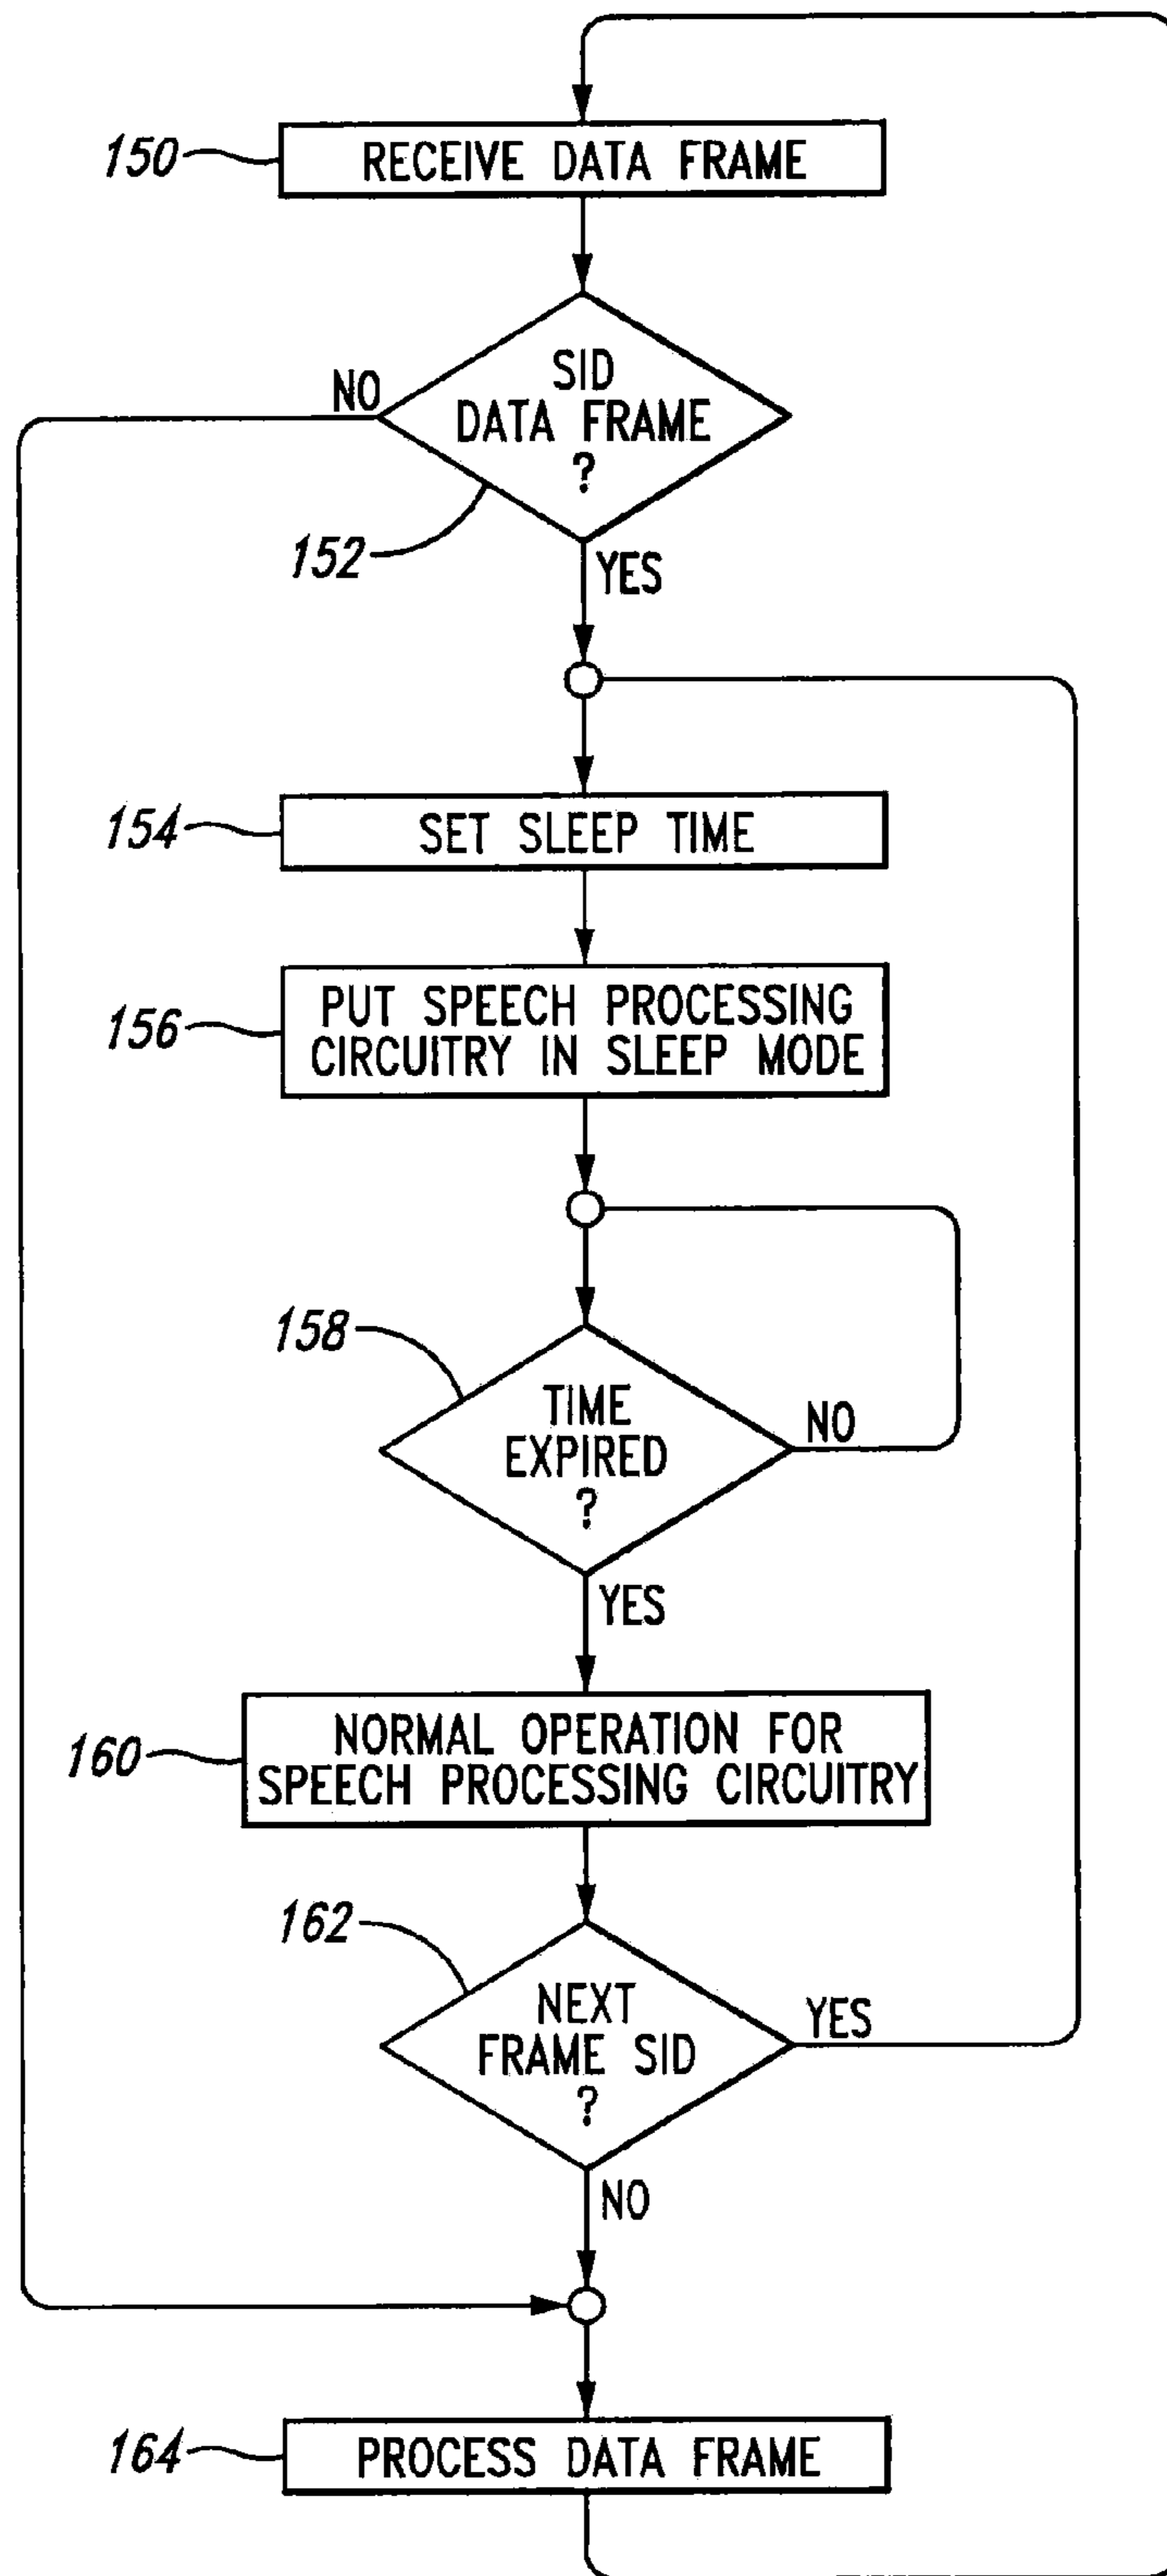 150
RECEIVE DATA FRAME
SID
DATA FRAME
?
NO
152
YES
154
SET SLEEP TIME
156
PUT SPEECH PROCESSING
CIRCUITRY IN SLEEP MODE
158
TIME
EXPIRED
?
NO
YES
160
NORMAL OPERATION FOR
SPEECH PROCESSING CIRCUITRY
162
NEXT
FRAME SID
?
YES
NO
164
PROCESS DATA FRAME